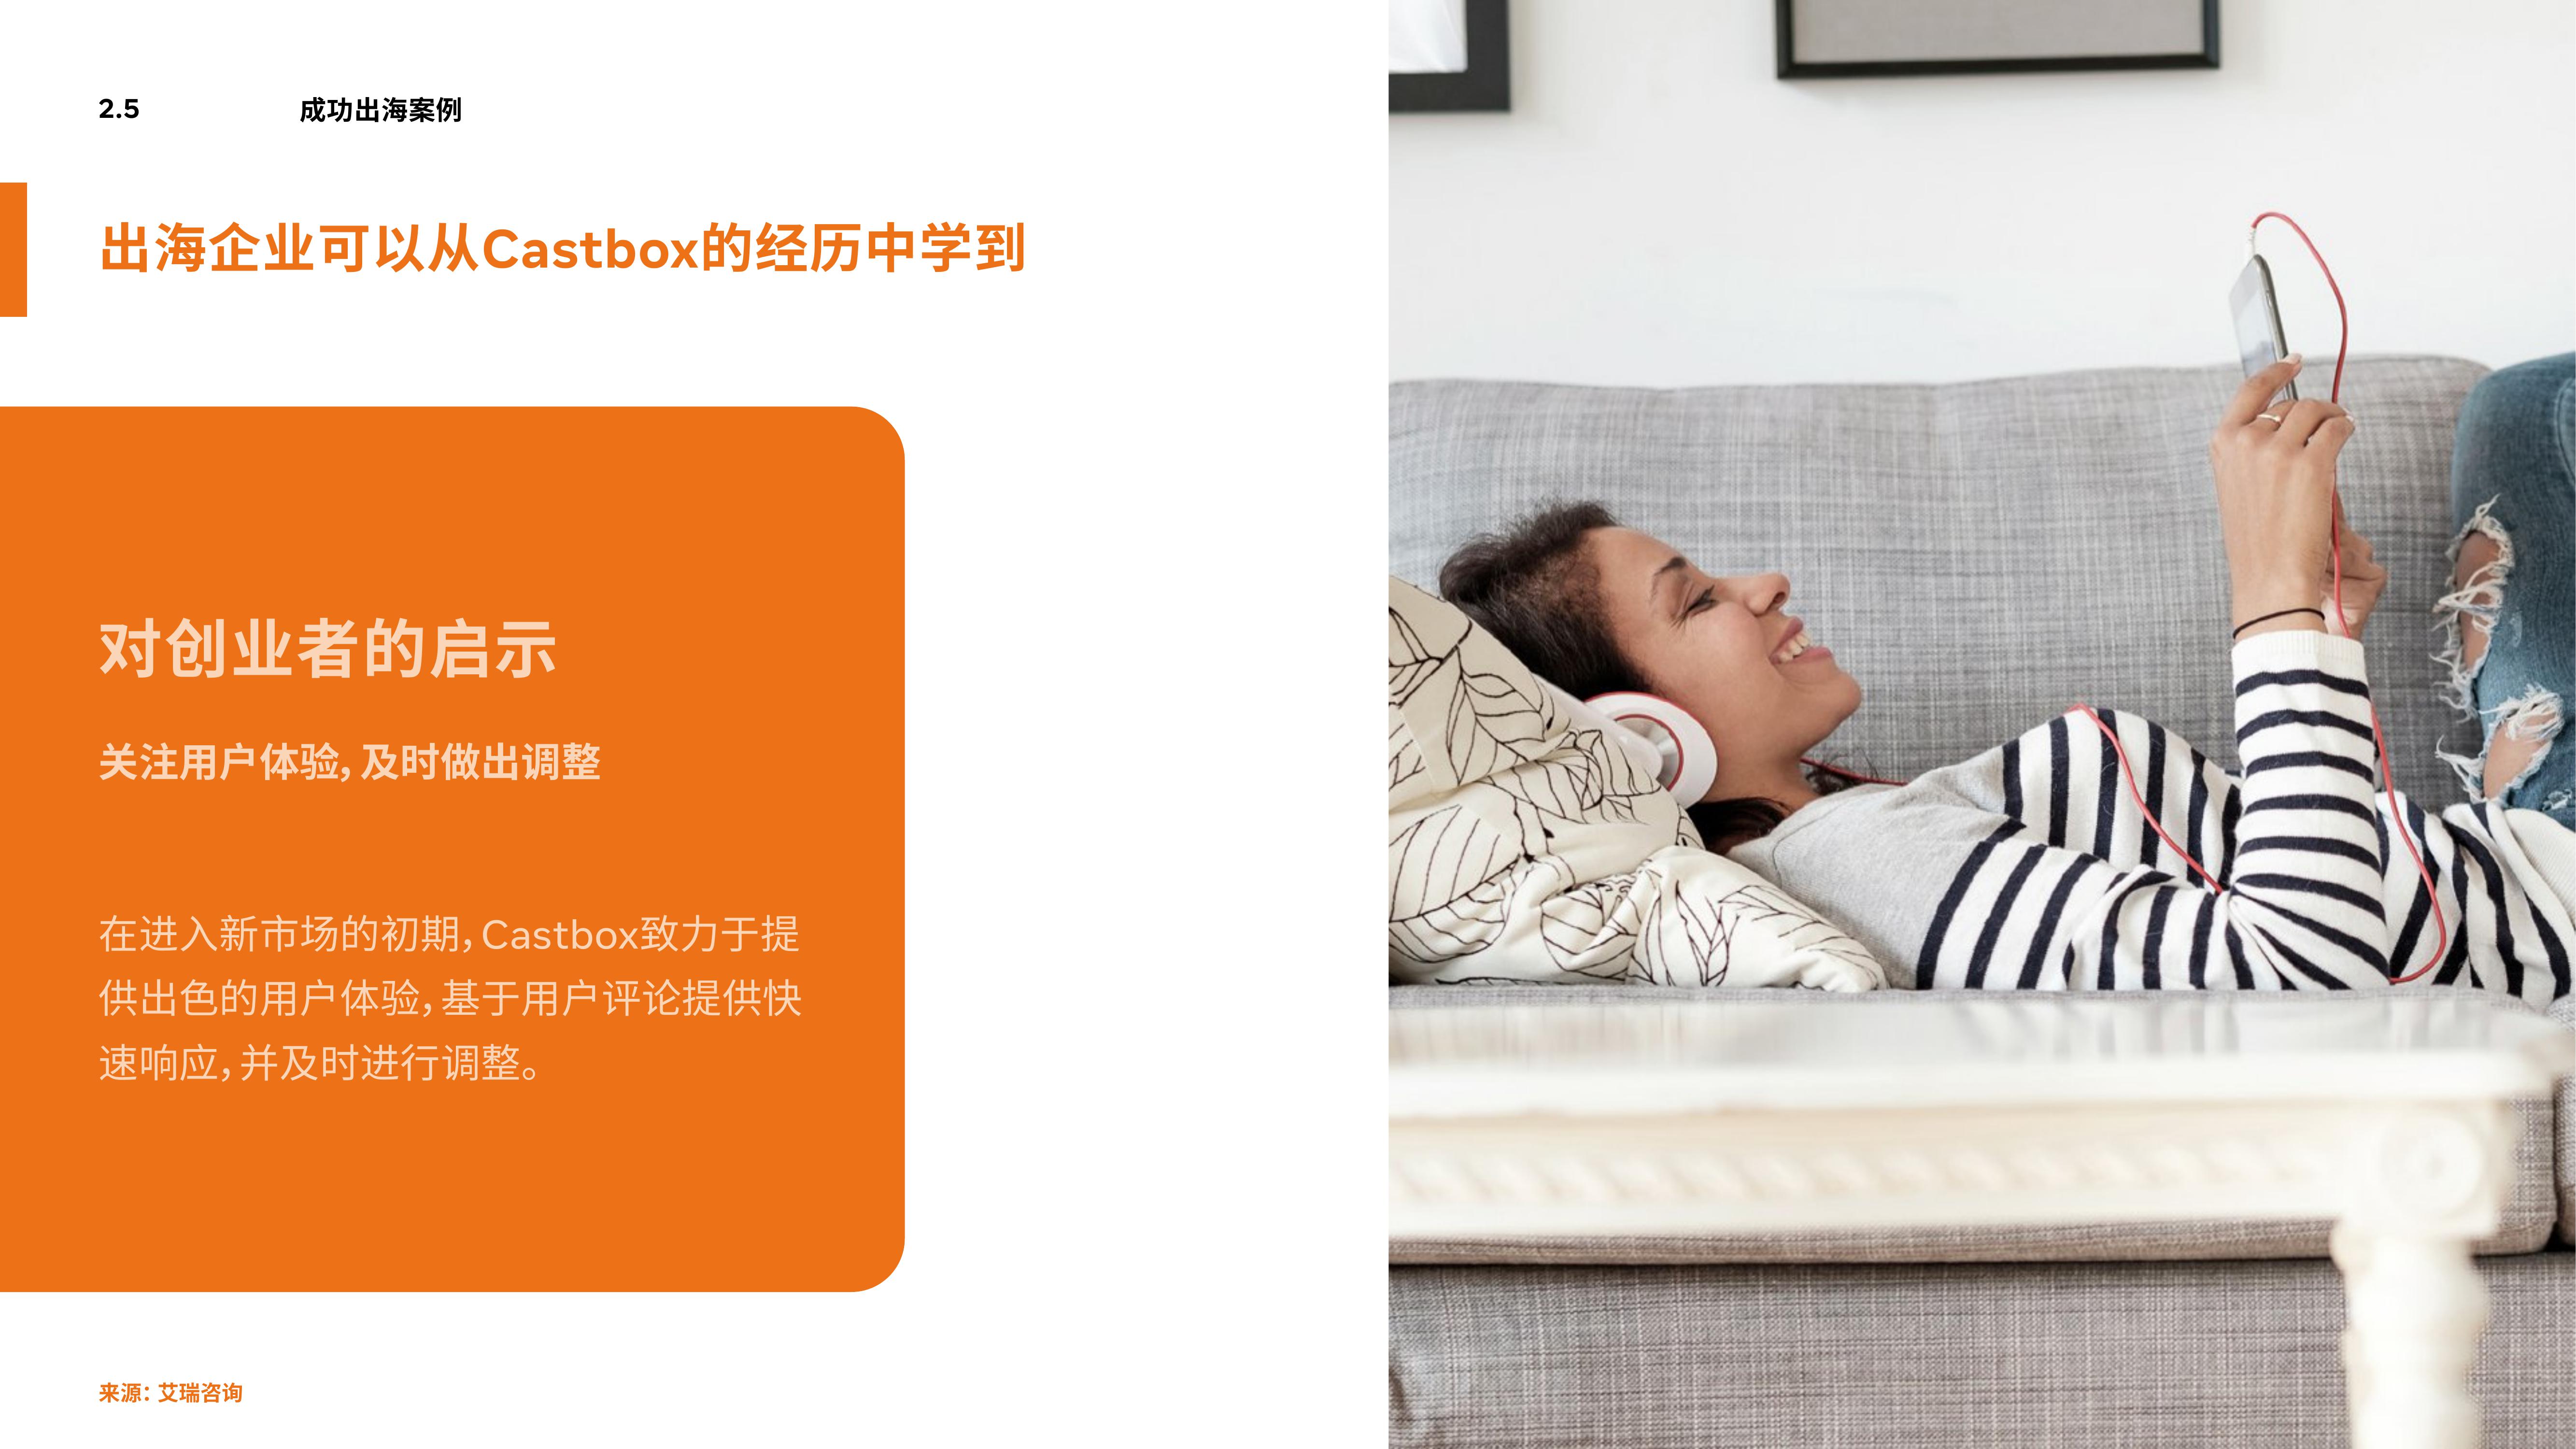 2.5 成功出海案例
出海企业可以从Castbox的经历中学到
对创业者的启示
关注用户体验，及时做出调整
在进入新市场的初期，Castbox致力于提
供出色的用户体验，基于用户评论提供快
速响应，并及时进行调整。
来源：艾瑞咨询